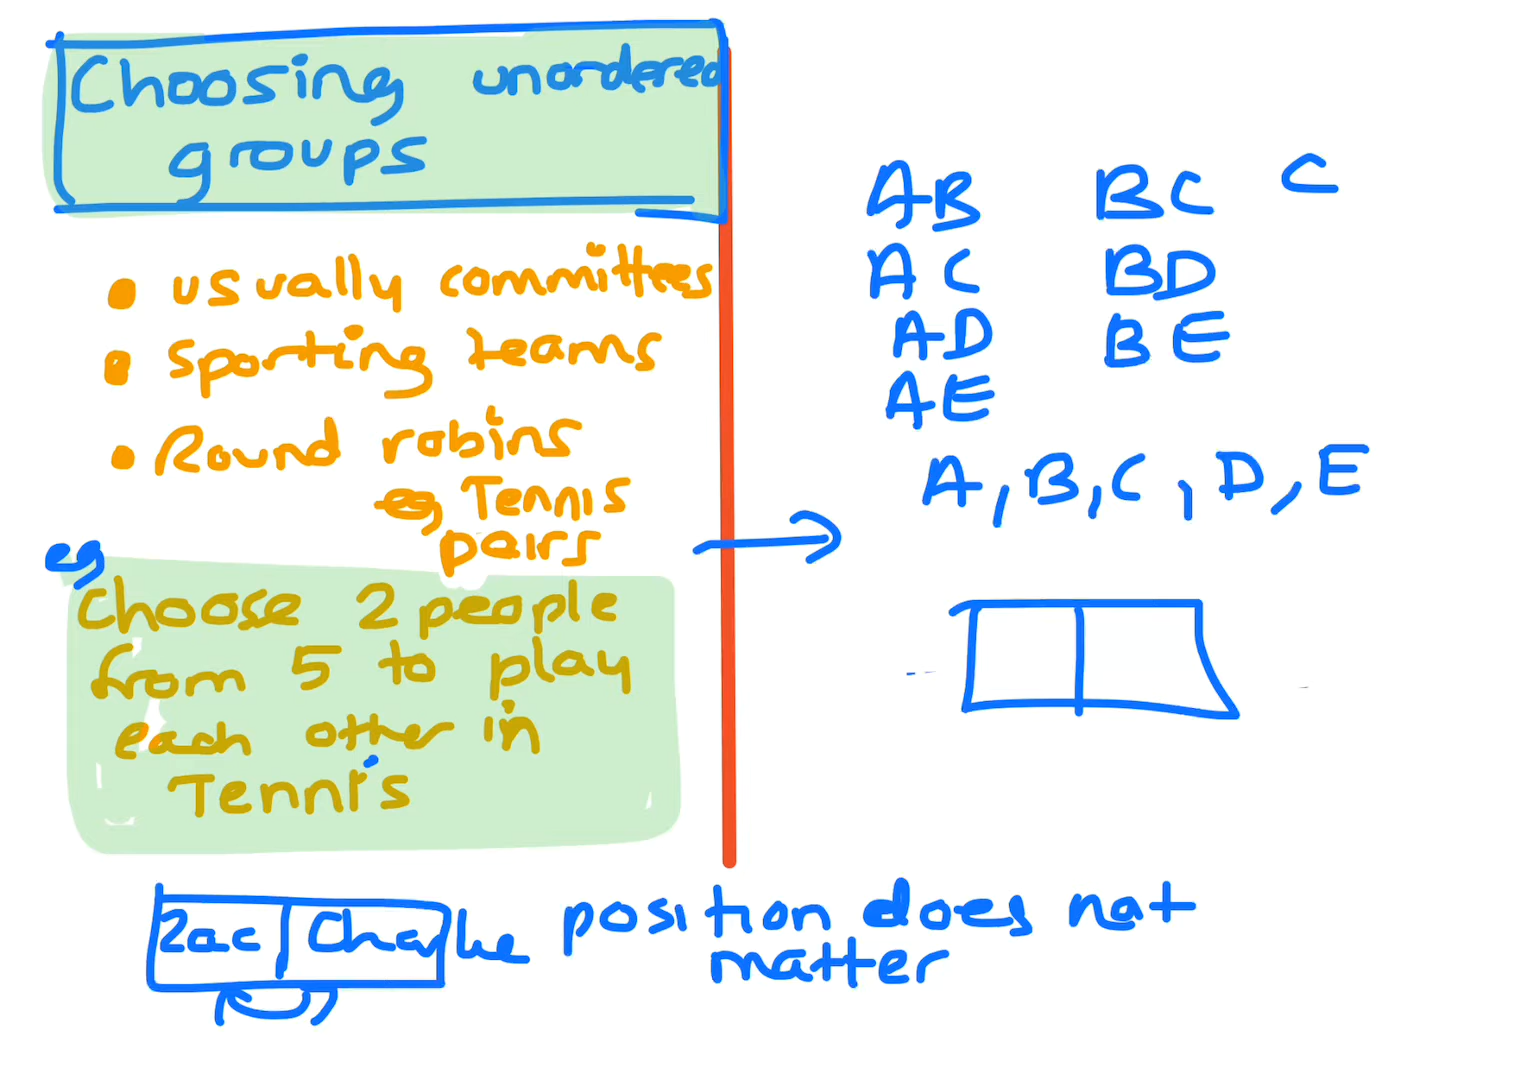 Choosing unordered
groups
• usually committees
• sporting teams
• Round robins
eg Tennis
pairs
eg
Choose 2 people
from 5 to play
each other in
Tennis
Zac Charlie
position does not
matter
AB BC C
AC BD
AD BE
AE
A, B, C, D, E